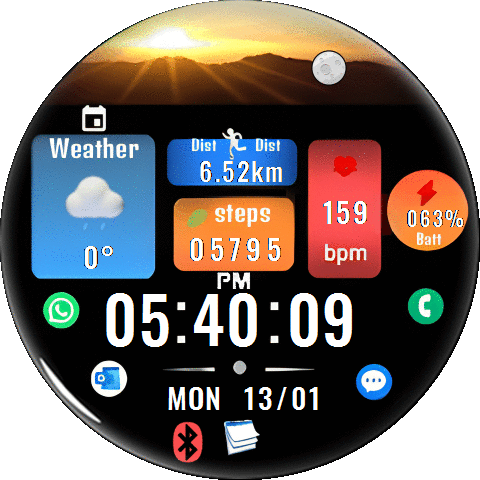 Weather
0°
Dist Dist
6.52km
steps
05795
159
bpm
063%
Batt
PM
05:40:09
MON 13/01